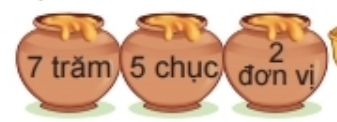 7 trăm 5 chục 2
đơn vị